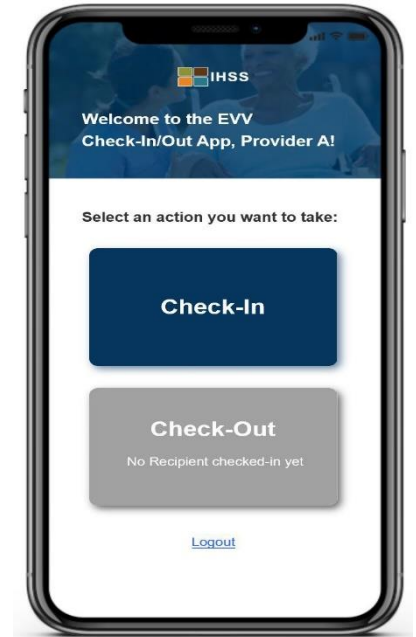 IHSS
Welcome to the EVV
Check-In/Out App, Provider A!
Select an action you want to take:
Check-In
Check-Out
No Recipient checked-in yet
Logout